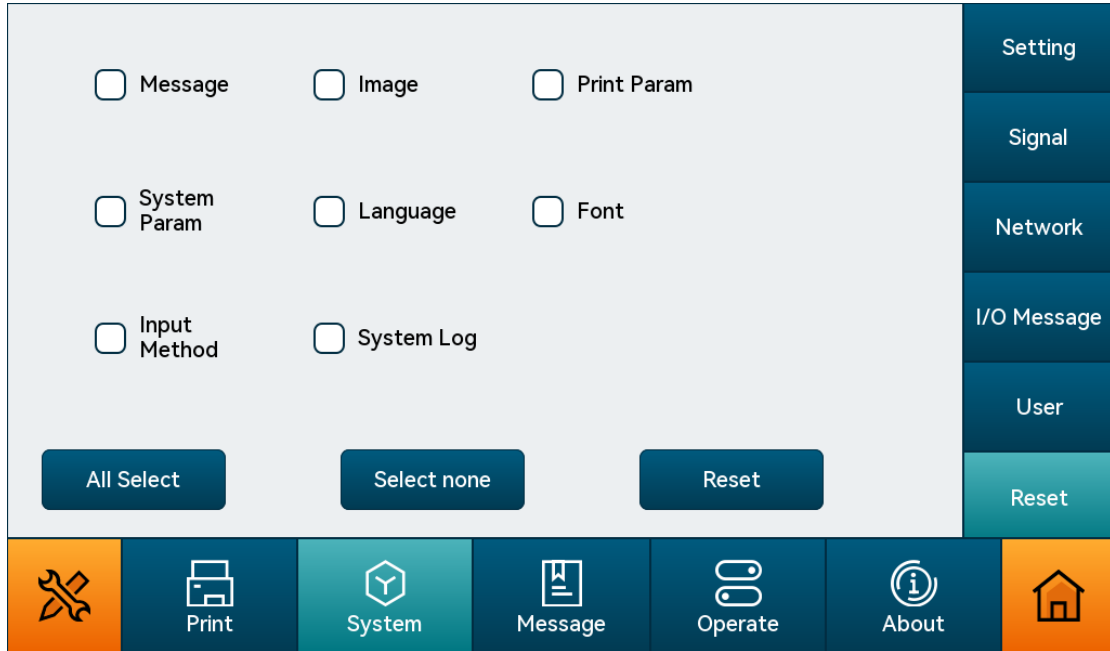 Message
Image
Print Param
System
Param
Language
Font
Input
Method
System Log
All Select
Select none
Reset
Setting
Signal
Network
I/O Message
User
Reset
Print
System
Message
Operate
About